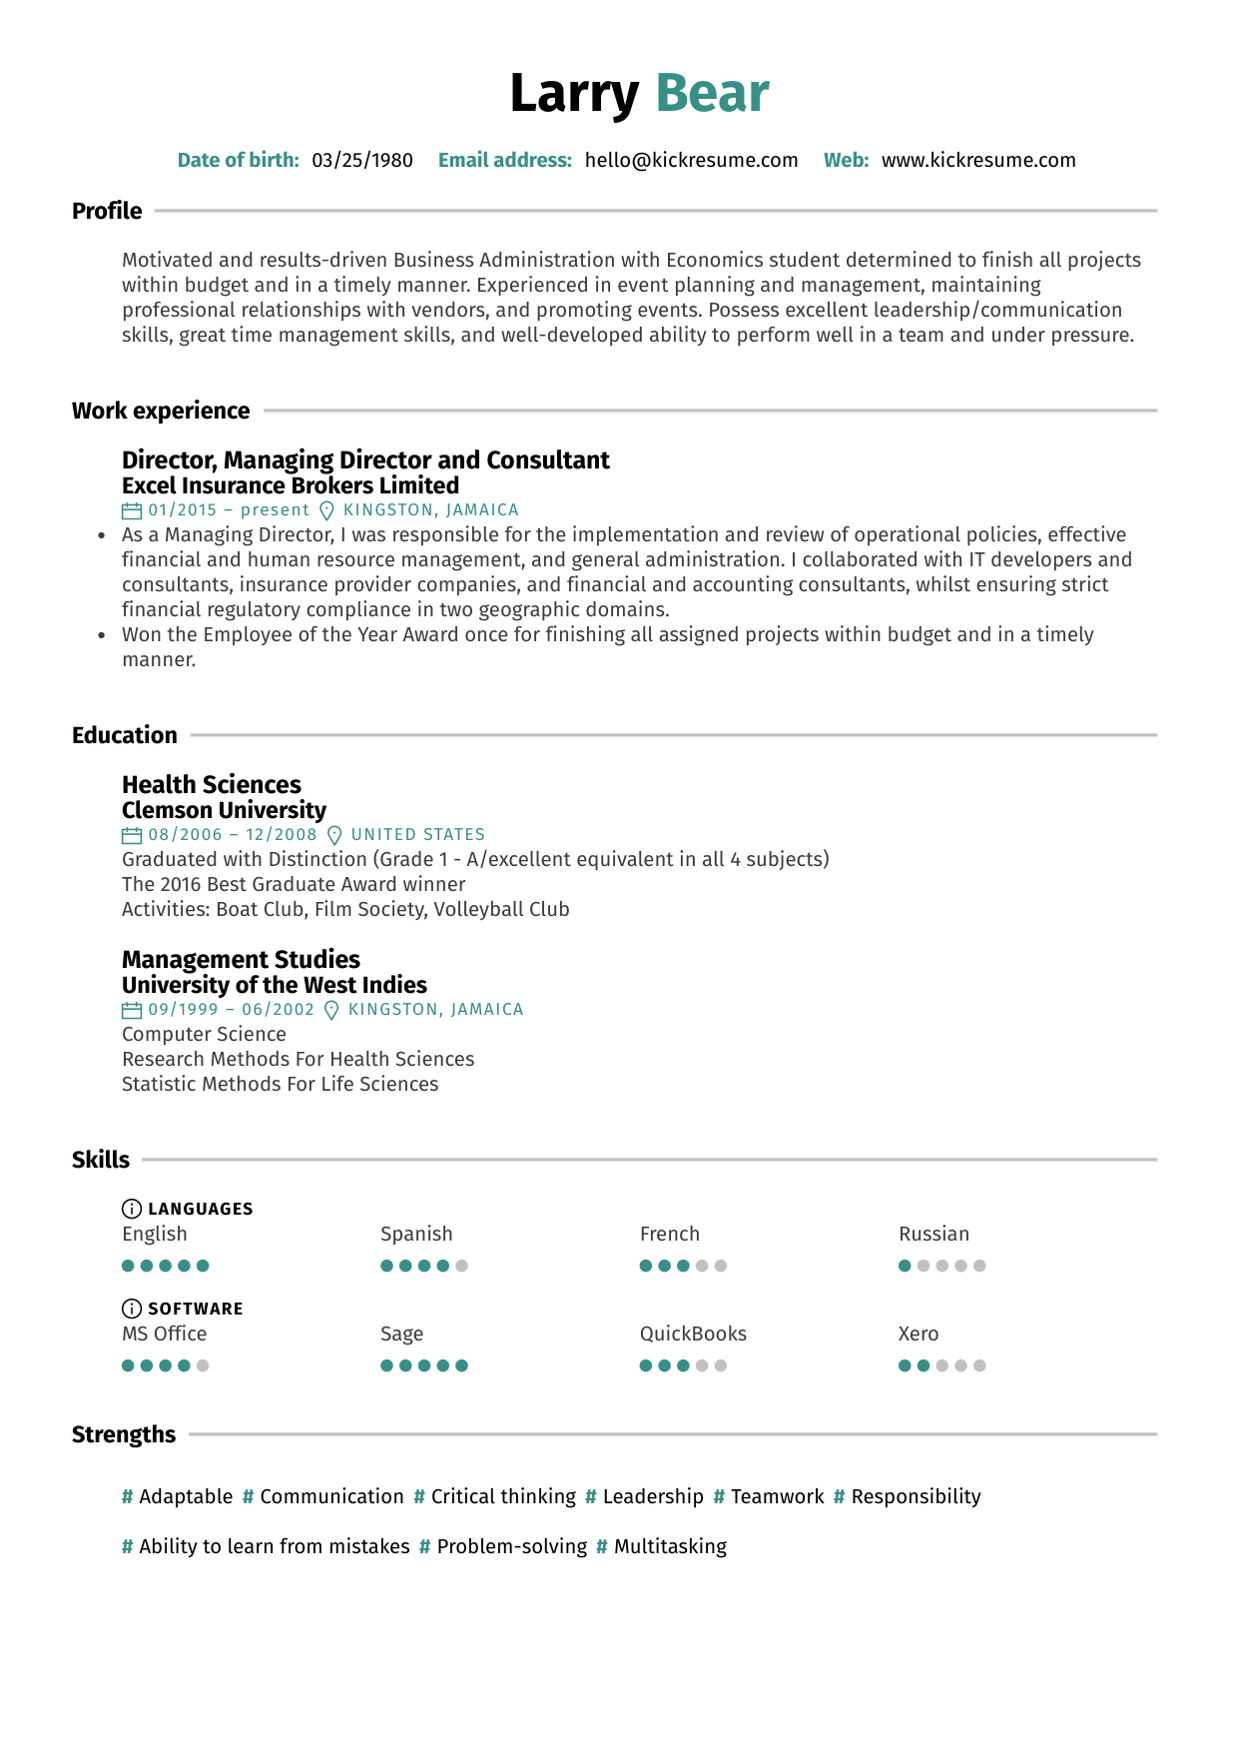 Larry Bear
Date of birth: 03/25/1980 Email address: hello@kickresume.com Web: www.kickresume.com
Profile
Motivated and results-driven Business Administration with Economics student determined to finish all projects
within budget and in a timely manner. Experienced in event planning and management, maintaining
professional relationships with vendors, and promoting events. Possess excellent leadership/communication
skills, great time management skills, and well-developed ability to perform well in a team and under pressure.
Work experience
Director, Managing Director and Consultant
Excel Insurance Brokers Limited
01/2015 – present KINGSTON, JAMAICA
• As a Managing Director, I was responsible for the implementation and review of operational policies, effective
financial and human resource management, and general administration. I collaborated with IT developers and
consultants, insurance provider companies, and financial and accounting consultants, whilst ensuring strict
financial regulatory compliance in two geographic domains.
• Won the Employee of the Year Award once for finishing all assigned projects within budget and in a timely
manner.
Education
Health Sciences
Clemson University
08/2006 – 12/2008 UNITED STATES
Graduated with Distinction (Grade 1 - A/excellent equivalent in all 4 subjects)
The 2016 Best Graduate Award winner
Activities: Boat Club, Film Society, Volleyball Club
Management Studies
University of the West Indies
09/1999 – 06/2002 KINGSTON, JAMAICA
Computer Science
Research Methods For Health Sciences
Statistic Methods For Life Sciences
Skills
LANGUAGES
English Spanish French Russian
SOFTWARE
MS Office Sage QuickBooks Xero
Strengths
# Adaptable # Communication # Critical thinking # Leadership # Teamwork # Responsibility
# Ability to learn from mistakes # Problem-solving # Multitasking